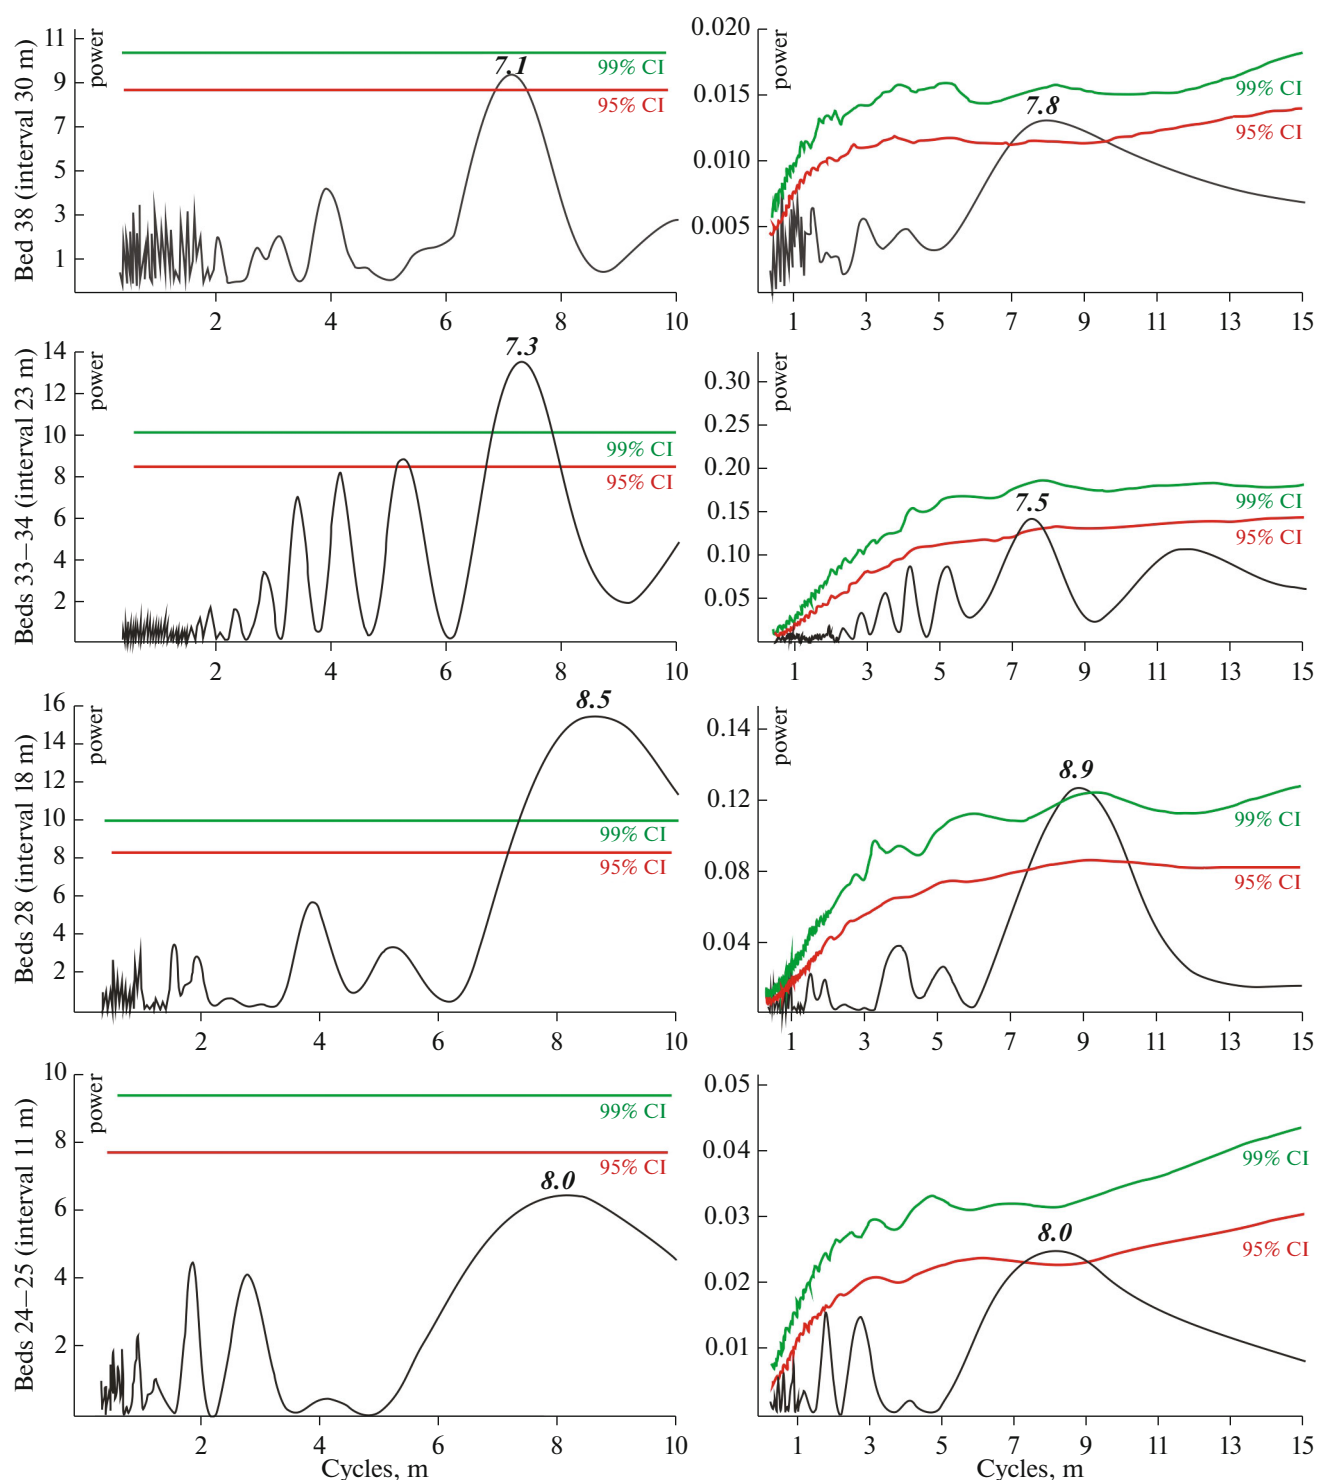 Bed 38 (interval 30 m)
power
11
9
7
5
3
1
7.1
99% CI
95% CI
2 4 6 8 10
power
0.020
0.015
0.010
0.005
7.8
99% CI
95% CI
1 3 5 7 9 11 13 15
Beds 33—34 (interval 23 m)
power
14
12
10
8
6
4
2
7.3
99% CI
95% CI
2 4 6 8 10
power
0.30
0.25
0.20
0.15
0.10
0.05
7.5
99% CI
95% CI
1 3 5 7 9 11 13 15
Beds 28 (interval 18 m)
power
16
14
12
10
8
6
4
2
8.5
99% CI
95% CI
2 4 6 8 10
power
0.14
0.12
0.08
0.04
8.9
99% CI
95% CI
1 3 5 7 9 11 13 15
Beds 24—25 (interval 11 m)
power
10
8
6
4
2
8.0
99% CI
95% CI
2 4 6 8 10
Cycles, m
power
0.05
0.04
0.03
0.02
0.01
8.0
99% CI
95% CI
1 3 5 7 9 11 13 15
Cycles, m